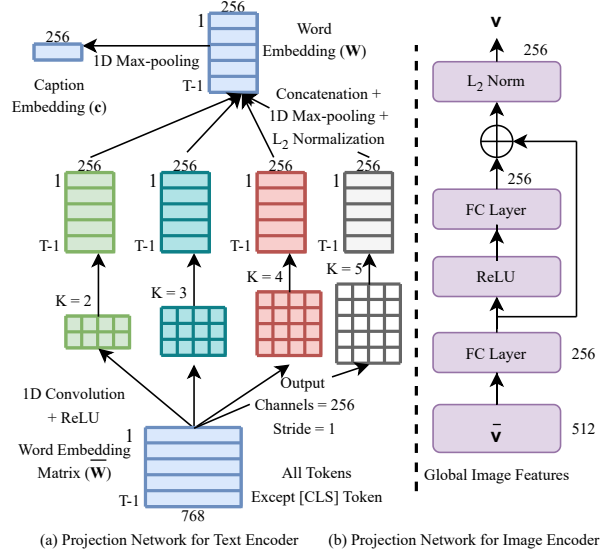 256
1
256
1D Max-pooling
Word
Embedding (W)
T-1
Caption
Embedding (c)
Concatenation +
1D Max-pooling +
L2 Normalization
1
256
T-1
1
256
T-1
1
256
T-1
1
256
T-1
K = 2
K = 3
K = 4
K = 5
1D Convolution
+ ReLU
Output
Channels = 256
Stride = 1
Word Embedding
Matrix (W̅)
1
T-1
768
All Tokens
Except [CLS] Token
(a) Projection Network for Text Encoder
v
256
L2 Norm
256
FC Layer
ReLU
FC Layer
256
v̄
512
Global Image Features
(b) Projection Network for Image Encoder